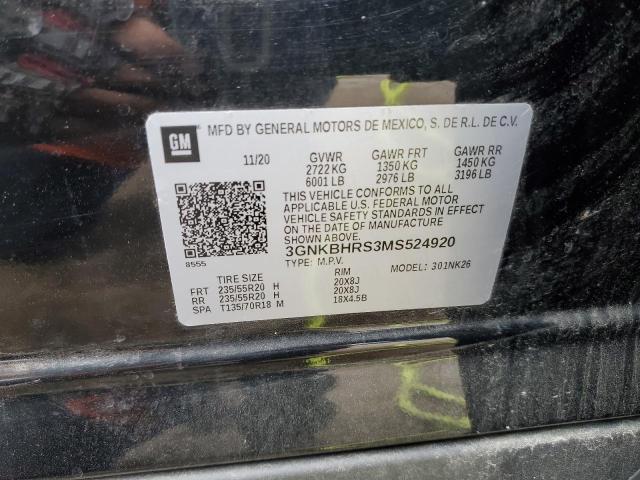 GM MFD BY GENERAL MOTORS DE MEXICO, S. DE R.L. DE C.V.
11/20 GVWR GAWR FRT GAWR RR
2722 KG 1350 KG 1450 KG
6001 LB 2976 LB 3196 LB
THIS VEHICLE CONFORMS TO ALL
APPLICABLE U.S. FEDERAL MOTOR
VEHICLE SAFETY STANDARDS IN EFFECT
ON THE DATE OF MANUFACTURE
SHOWN ABOVE.
3GNKBHRS3MS524920
8555 TYPE: M.P.V. MODEL: 301NK26
TIRE SIZE RIM
FRT 235/55R20 H 20X8J
RR 235/55R20 H 20X8J
SPA T135/70R18 M 18X4.5B